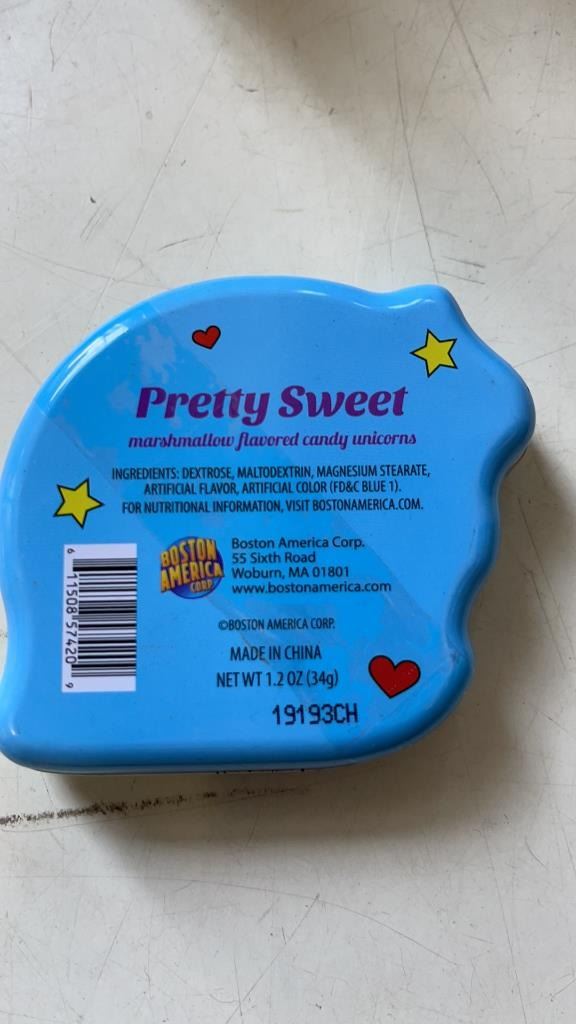 Pretty Sweet
marshmallow flavored candy unicorns
INGREDIENTS: DEXTROSE, MALTODEXTRIN, MAGNESIUM STEARATE,
ARTIFICIAL FLAVOR, ARTIFICIAL COLOR (FD&C BLUE 1).
FOR NUTRITIONAL INFORMATION, VISIT BOSTONAMERICA.COM.
BOSTON
AMERICA
CORP
Boston America Corp.
55 Sixth Road
Woburn, MA 01801
www.bostonamerica.com
6 11508 57420 9
©BOSTON AMERICA CORP.
MADE IN CHINA
NET WT 1.2 OZ (34g)
19193CH